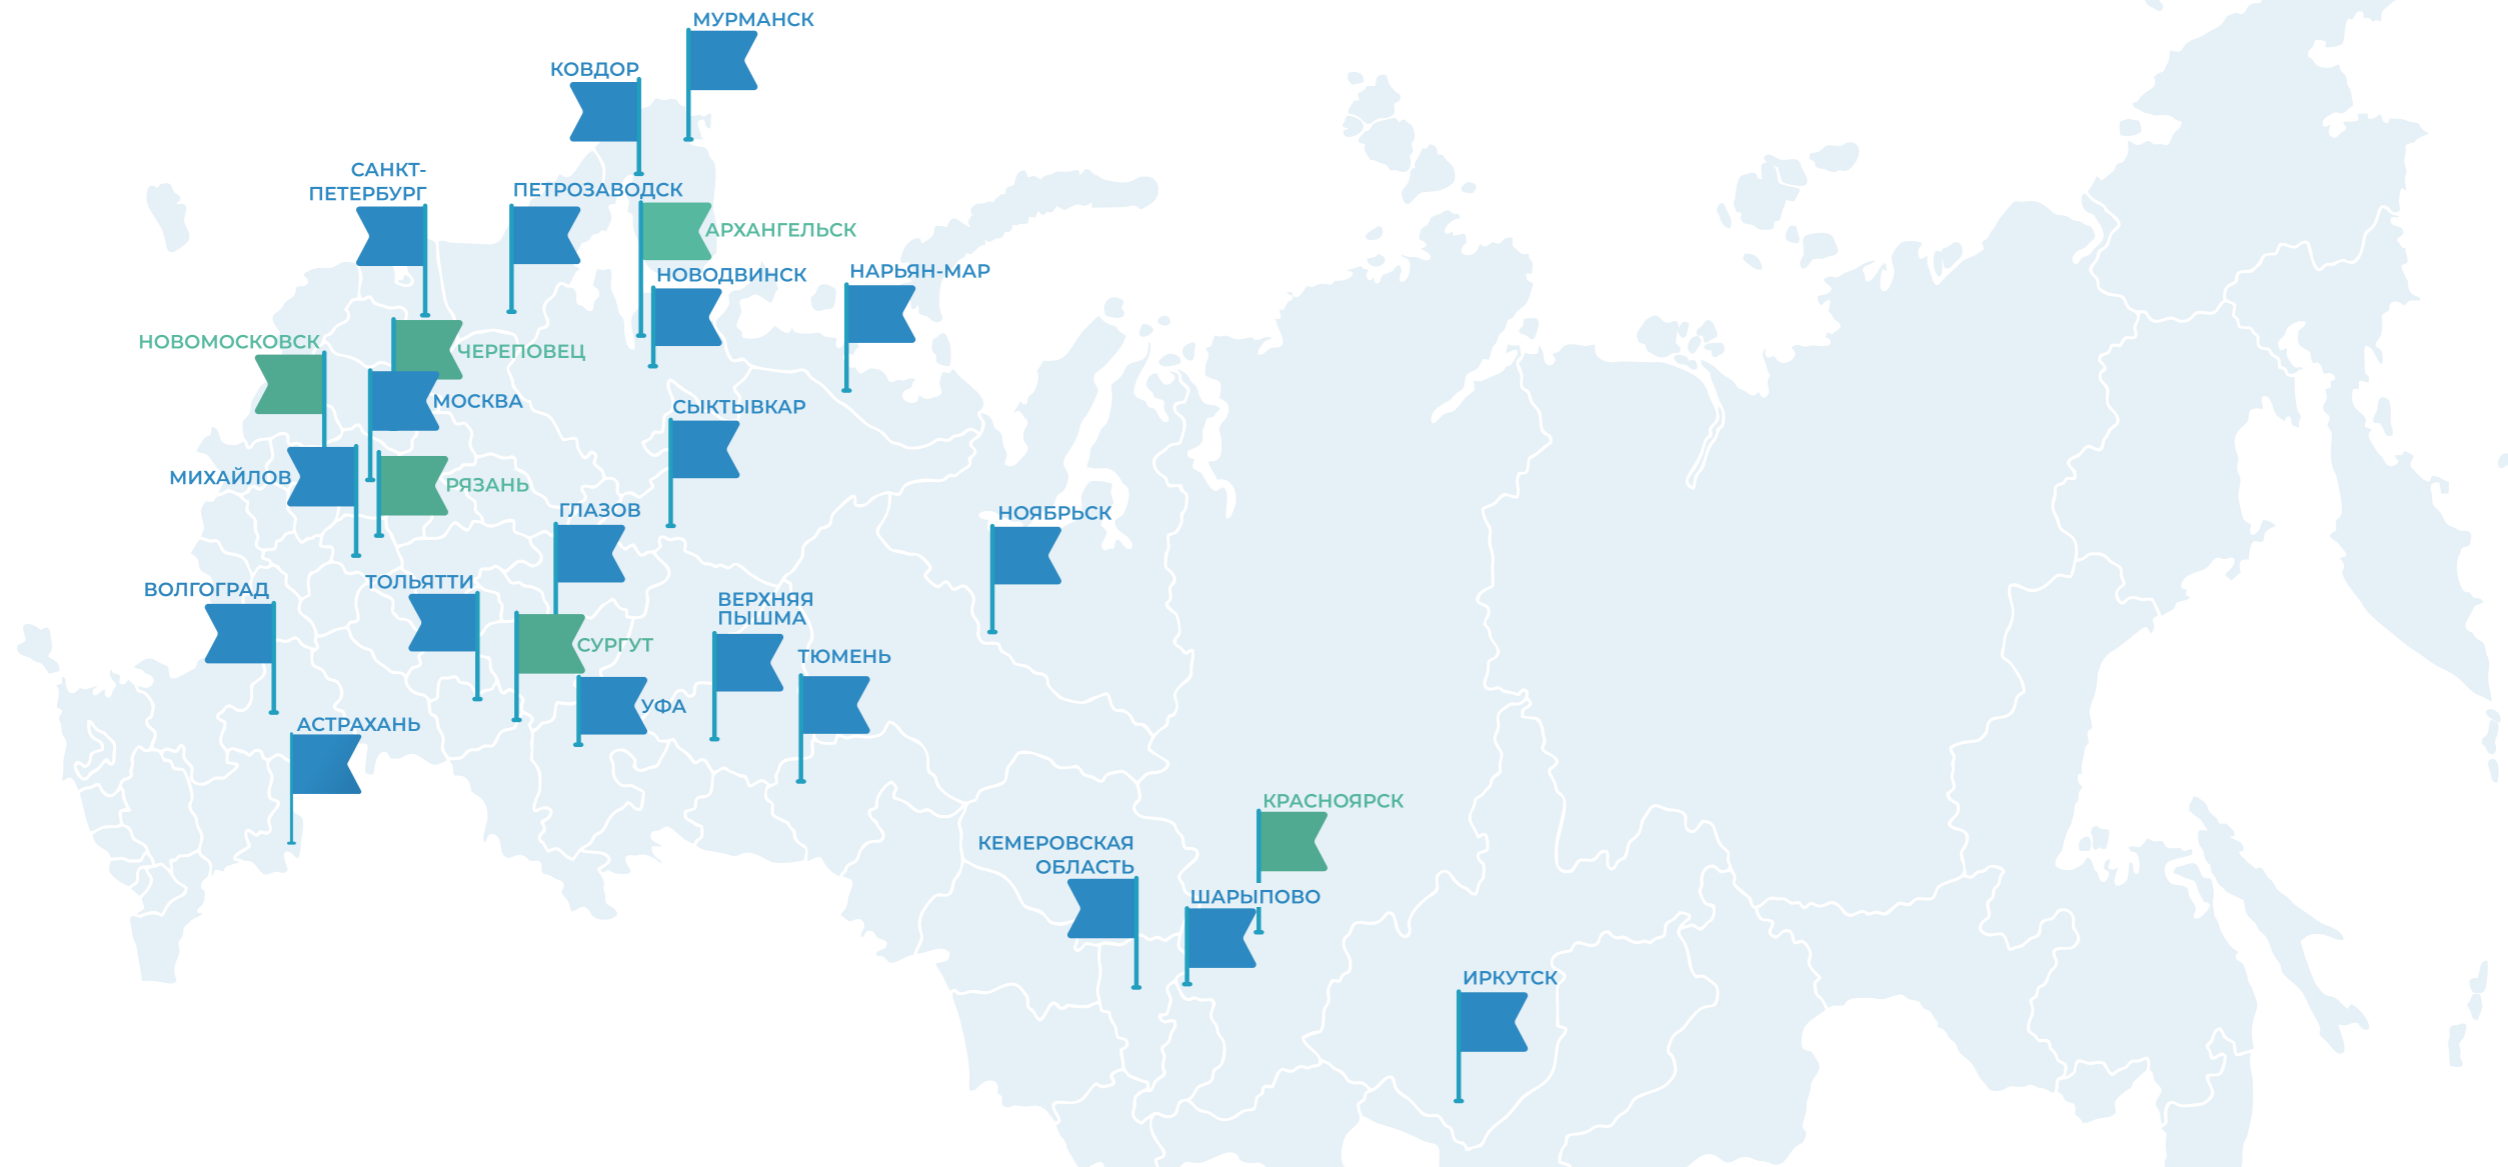 МУРМАНСК
КОВДОР
САНКТ-
ПЕТЕРБУРГ
ПЕТРОЗАВОДСК
АРХАНГЕЛЬСК
НОВОДВИНСК
НАРЬЯН-МАР
НОВОМОСКОВСК
ЧЕРЕПОВЕЦ
МОСКВА
СЫКТЫВКАР
МИХАЙЛОВ
РЯЗАНЬ
ГЛАЗОВ
НОЯБРЬСК
ТОЛЬЯТТИ
ВОЛГОГРАД
ВЕРХНЯЯ
ПЫШМА
СУРГУТ
ТЮМЕНЬ
УФА
АСТРАХАНЬ
КРАСНОЯРСК
КЕМЕРОВСКАЯ
ОБЛАСТЬ
ШАРЫПОВО
ИРКУТСК